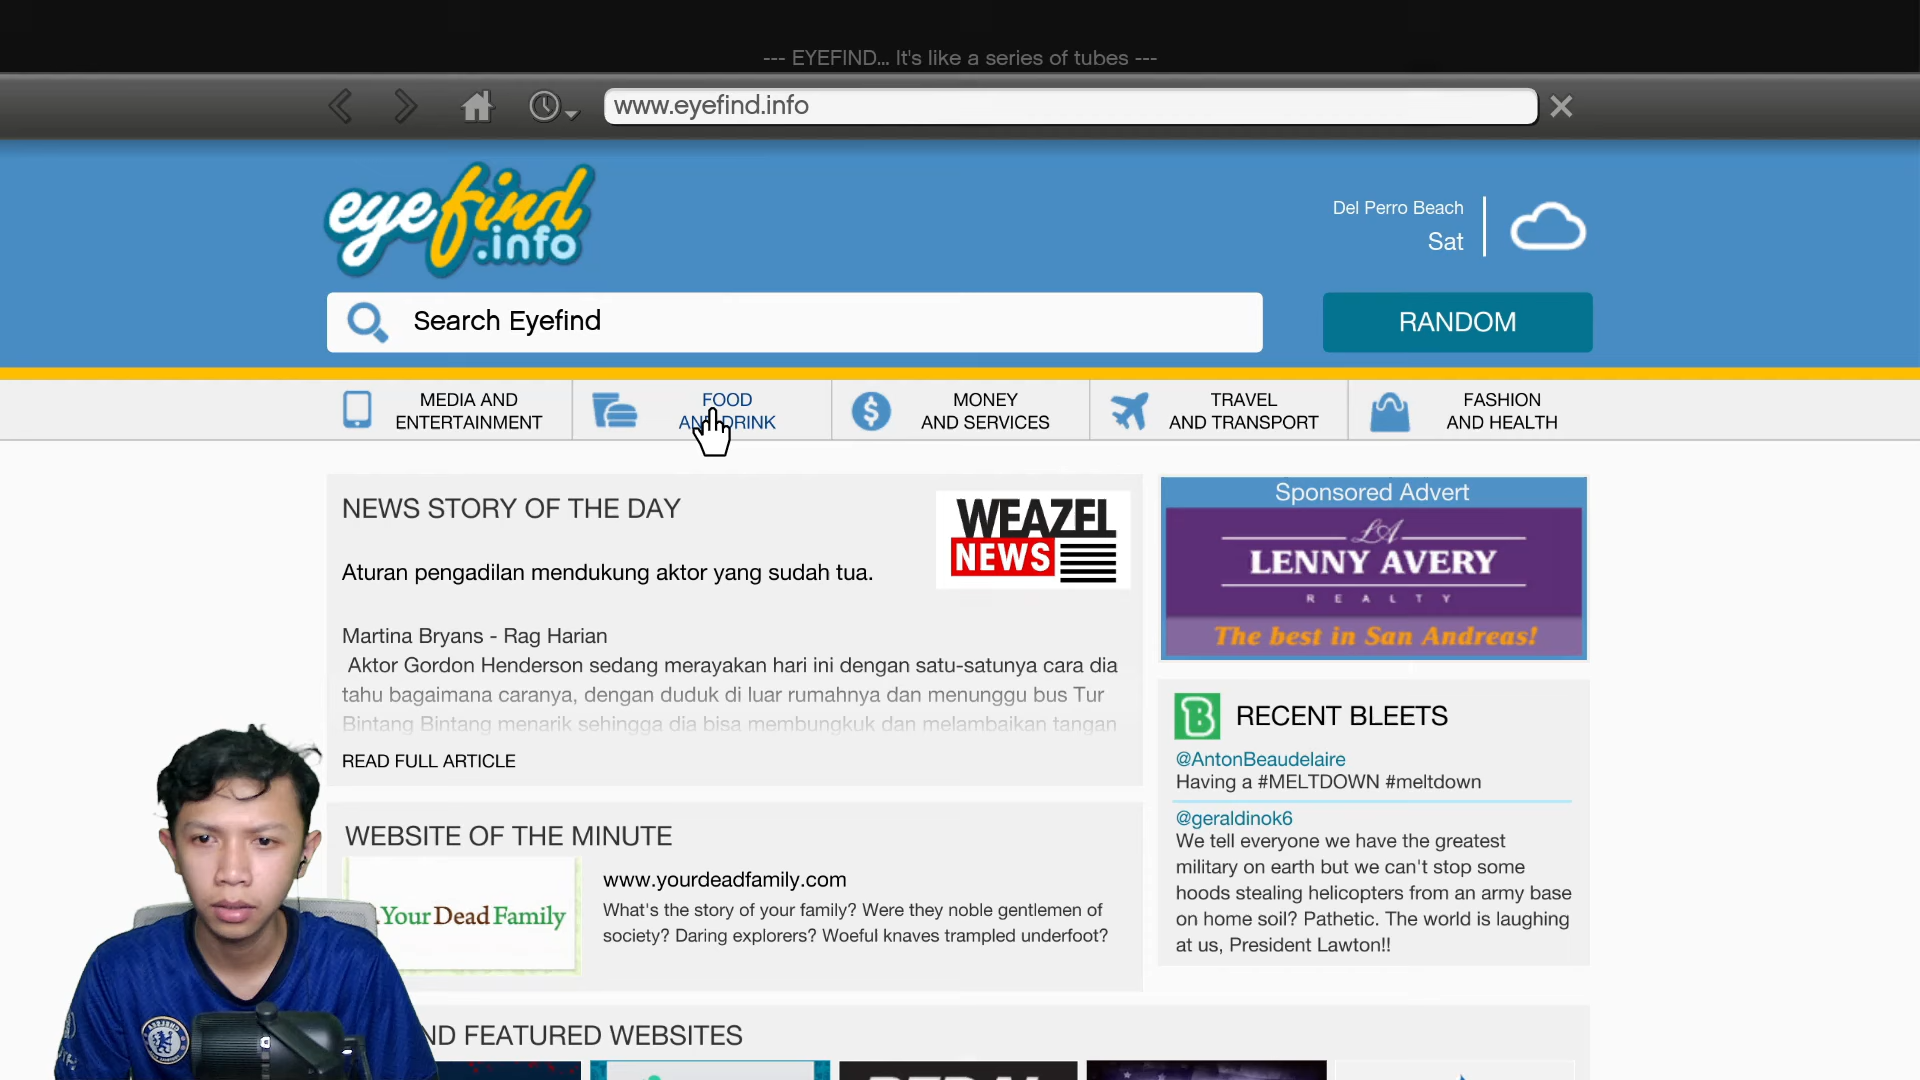 --- EYEFIND... It's like a series of tubes ---
www.eyefind.info
eyefind
.info
Del Perro Beach
Sat
Search Eyefind
RANDOM
MEDIA AND
ENTERTAINMENT
FOOD
AND DRINK
MONEY
AND SERVICES
TRAVEL
AND TRANSPORT
FASHION
AND HEALTH
NEWS STORY OF THE DAY
WEAZEL
NEWS
Aturan pengadilan mendukung aktor yang sudah tua.
Martina Bryans - Rag Harian
Aktor Gordon Henderson sedang merayakan hari ini dengan satu-satunya cara dia
tahu bagaimana caranya, dengan duduk di luar rumahnya dan menunggu bus Tur
Bintang Bintang menarik sehingga dia bisa membungkuk dan melambaikan tangan
READ FULL ARTICLE
Sponsored Advert
LA
LENNY AVERY
REALTY
The best in San Andreas!
RECENT BLEETS
@AntonBeaudelaire
Having a #MELTDOWN #meltdown
@geraldinok6
We tell everyone we have the greatest
military on earth but we can't stop some
hoods stealing helicopters from an army base
on home soil? Pathetic. The world is laughing
at us, President Lawton!!
WEBSITE OF THE MINUTE
Your Dead Family
www.yourdeadfamily.com
What's the story of your family? Were they noble gentlemen of
society? Daring explorers? Woeful knaves trampled underfoot?
ND FEATURED WEBSITES
CHELSEA